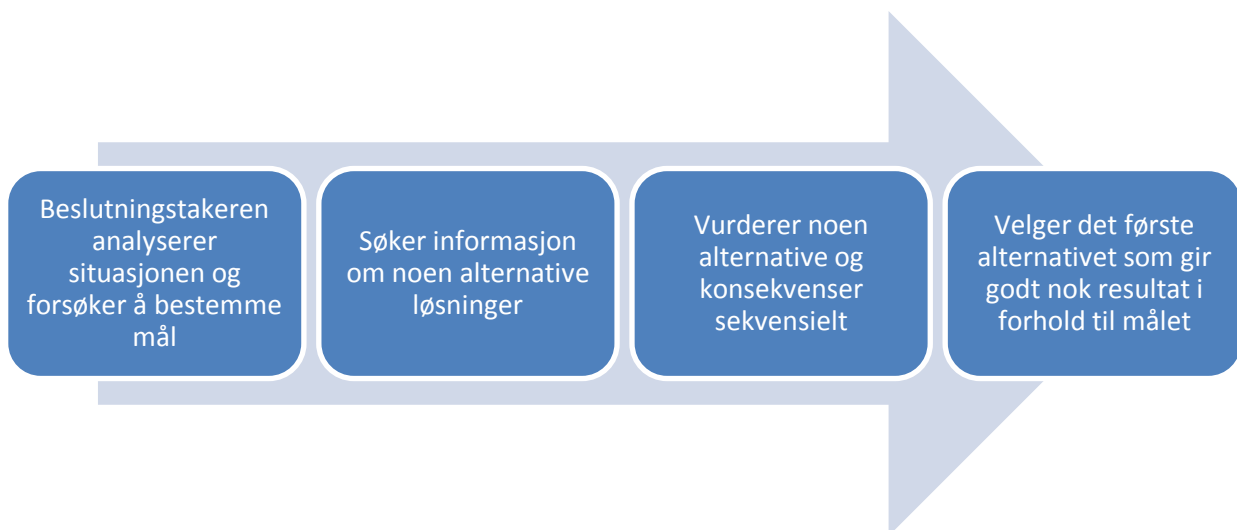 Beslutningstakeren
analyserer
situasjonen og
forsøker å bestemme
mål
Søker informasjon
om noen alternative
løsninger
Vurderer noen
alternative og
konsekvenser
sekvensielt
Velger det første
alternativet som gir
godt nok resultat i
forhold til målet